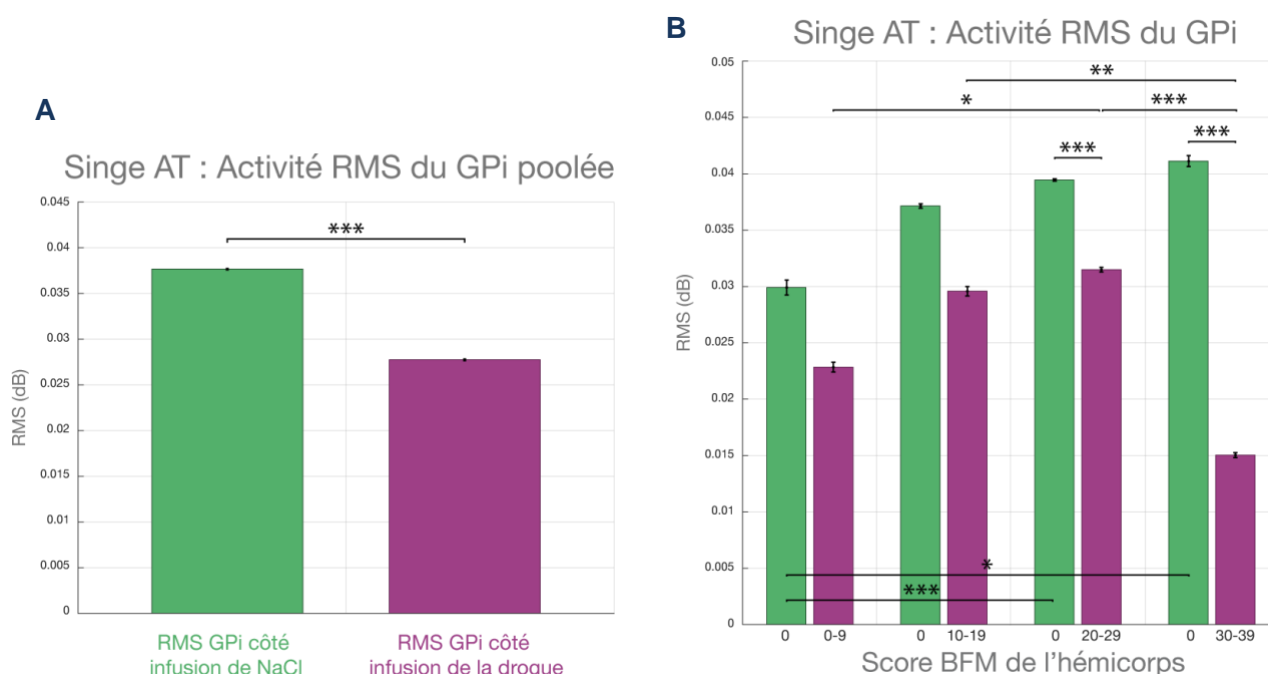 A
Singe AT : Activité RMS du GPi poolée
0.045
0.04
0.035
0.03
0.025
0.02
0.015
0.01
0.005
0
RMS (dB)
***
RMS GPi côté
infusion de NaCl
RMS GPi côté
infusion de la drogue
B
Singe AT : Activité RMS du GPi
0.05
0.045
0.04
0.035
0.03
0.025
0.02
0.015
0.01
0.005
0
RMS (dB)
**
*
***
***
***
*
***
0 0-9 0 10-19 0 20-29 0 30-39
Score BFM de l'hémicorps